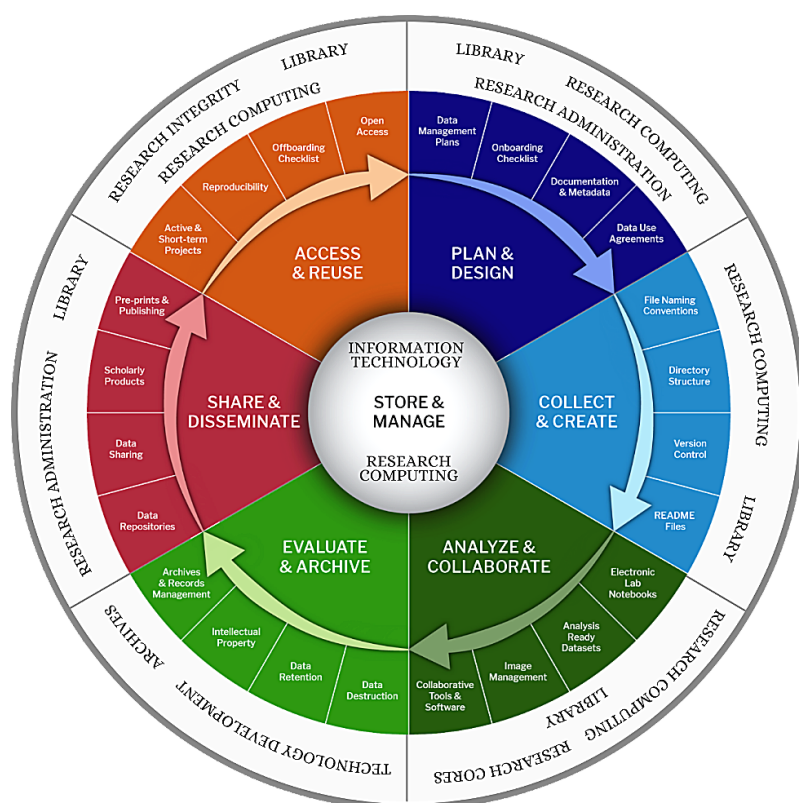 LIBRARY
RESEARCH INTEGRITY
RESEARCH COMPUTING
Open
Access
Offboarding
Checklist
Reproducibility
Active &
Short-term
Projects
ACCESS
& REUSE
LIBRARY
RESEARCH COMPUTING
RESEARCH ADMINISTRATION
Data
Management
Plans
Onboarding
Checklist
Documentation
& Metadata
Data Use
Agreements
PLAN &
DESIGN
RESEARCH COMPUTING
LIBRARY
File Naming
Conventions
Directory
Structure
Version
Control
README
Files
COLLECT
& CREATE
RESEARCH COMPUTING
RESEARCH CORES
LIBRARY
Electronic
Lab
Notebooks
Analysis
Ready
Datasets
Image
Management
Collaborative
Tools &
Software
ANALYZE &
COLLABORATE
TECHNOLOGY DEVELOPMENT
ARCHIVES
Data
Destruction
Data
Retention
Intellectual
Property
Archives
& Records
Management
EVALUATE
& ARCHIVE
RESEARCH ADMINISTRATION
LIBRARY
Data
Repositories
Data
Sharing
Scholarly
Products
Pre-prints &
Publishing
SHARE &
DISSEMINATE
INFORMATION
TECHNOLOGY
STORE &
MANAGE
RESEARCH
COMPUTING